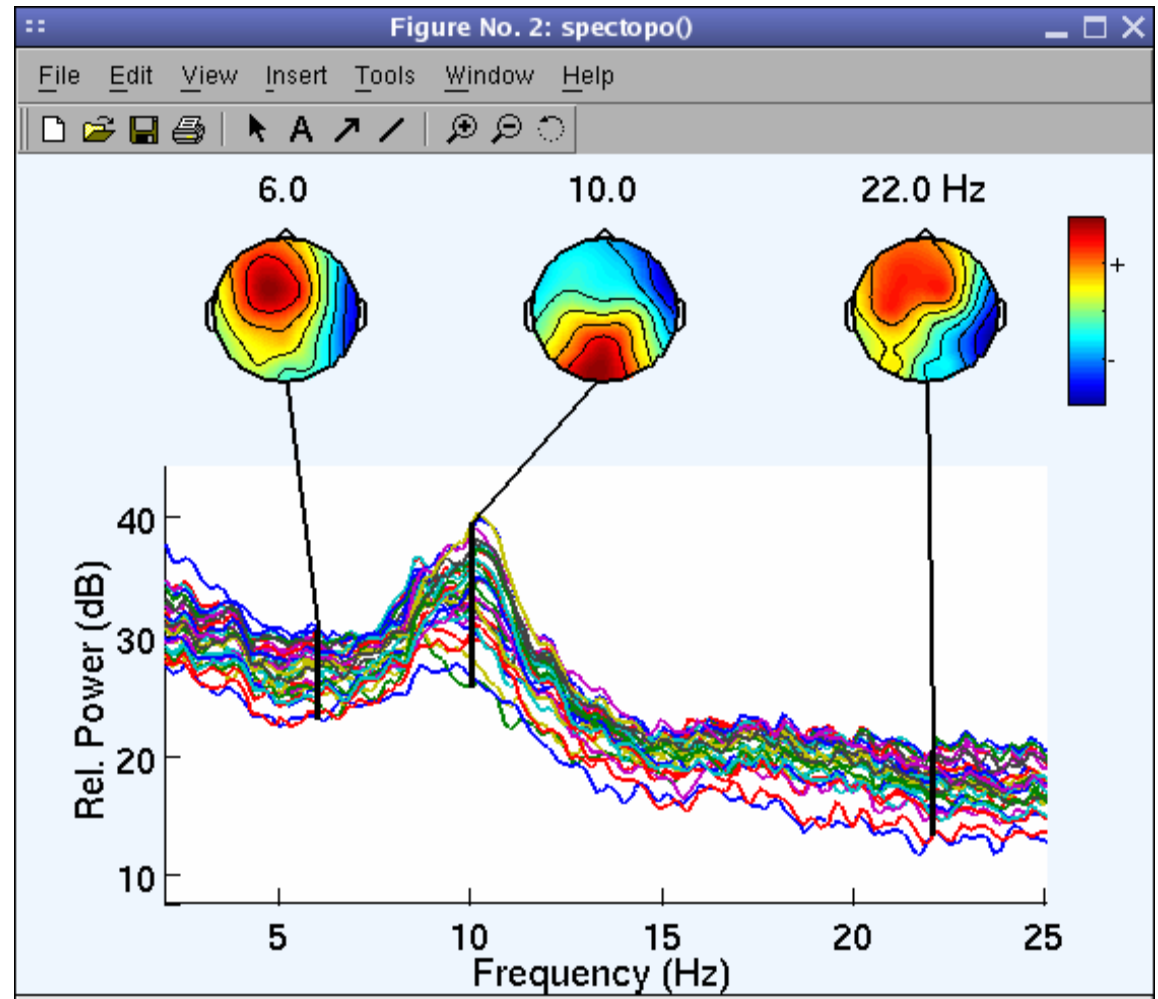 Figure No. 2: spectopo()
File Edit View Insert Tools Window Help
A
6.0 10.0 22.0 Hz
+
-
40
30
20
10
Rel. Power (dB)
5 10 15 20 25
Frequency (Hz)